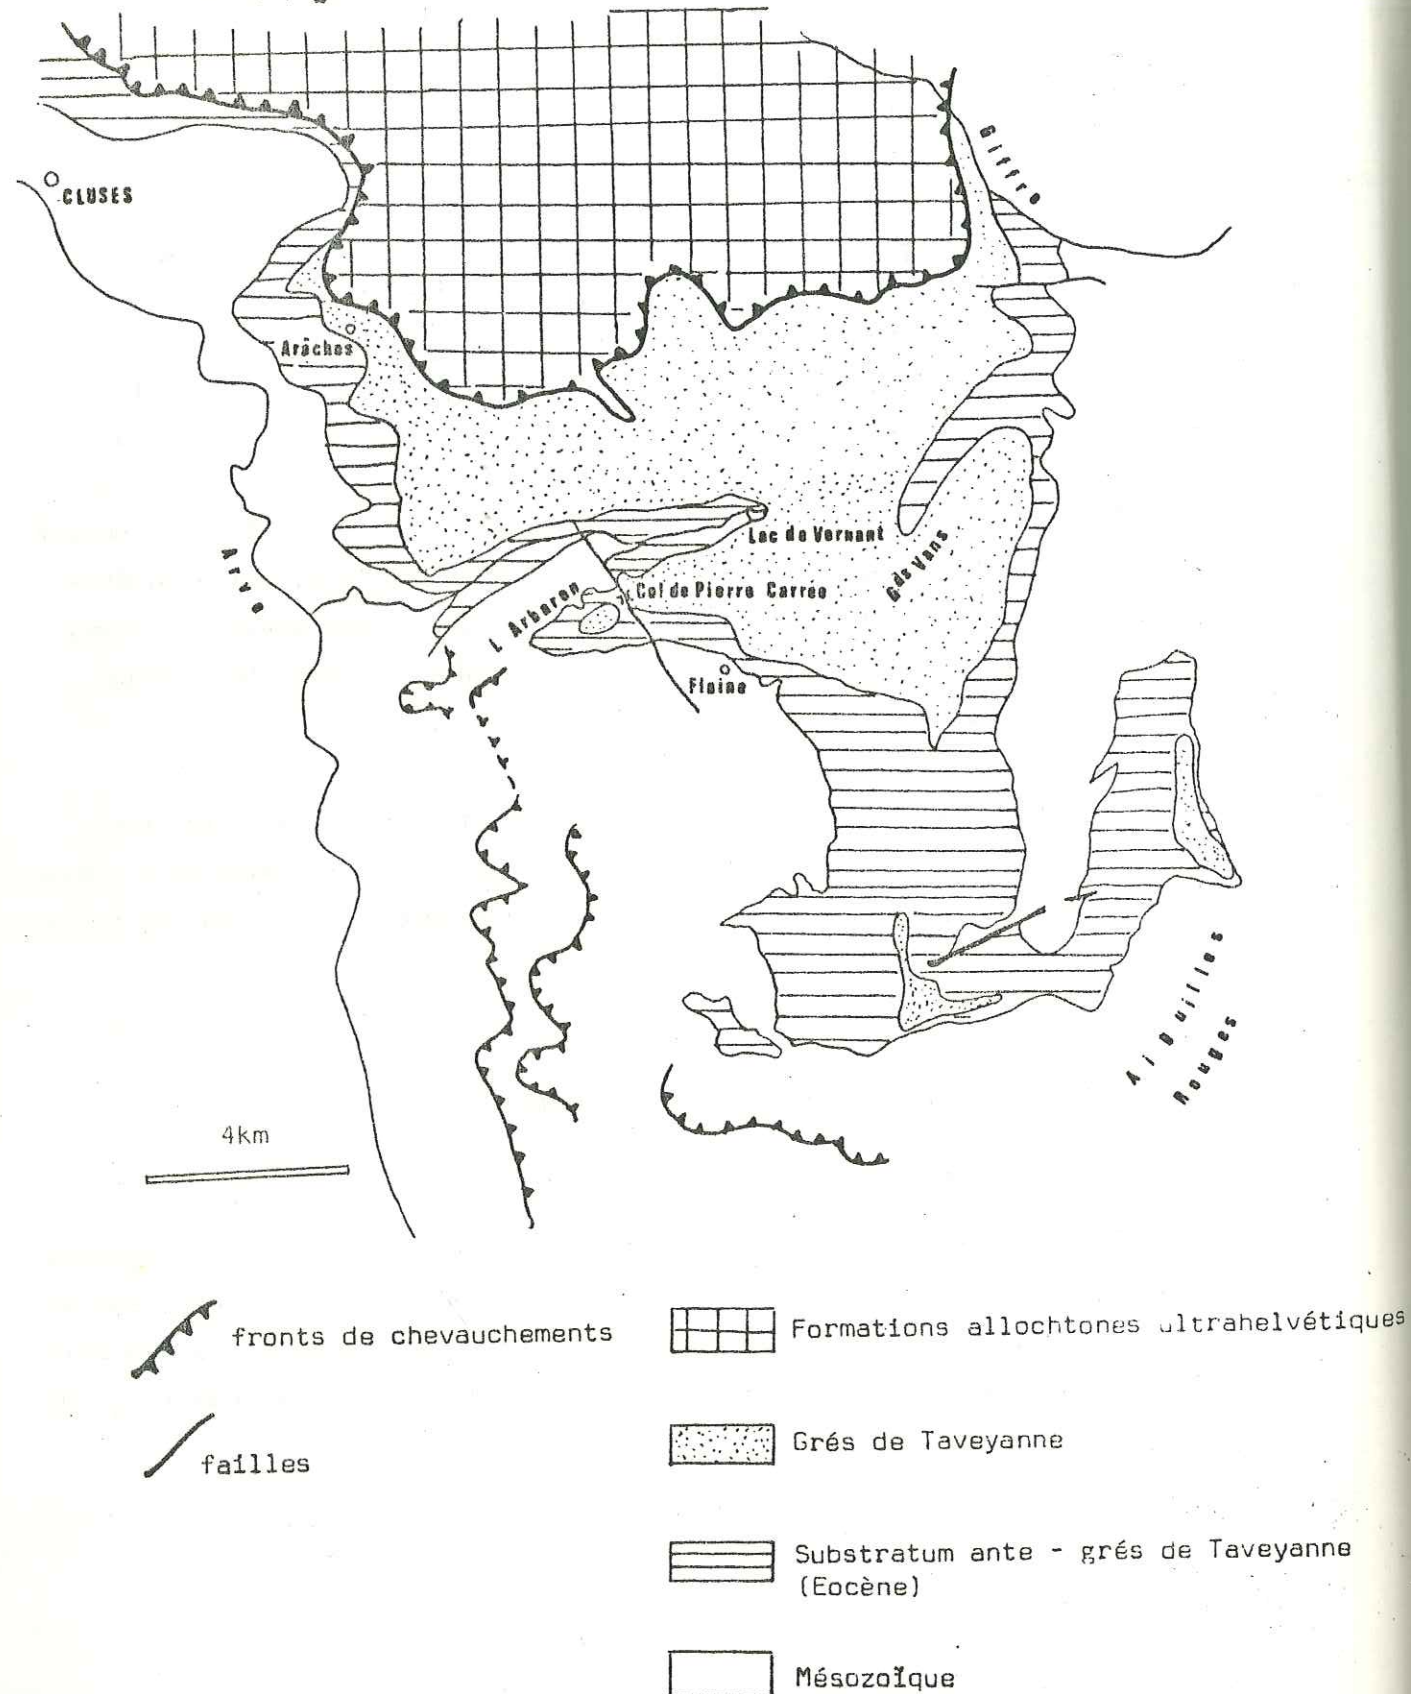 Giffre
CLUSES
Arâches
Lac de Vernant
Gds Vans
Arve
Col de Pierre Carrée
L Arbaron
Flaine
Aiguilles
Rouges
4km
fronts de chevauchements
Formations allochtones ultrahelvétiques
failles
Grés de Taveyanne
Substratum ante - grés de Taveyanne
(Eocène)
Mésozoïque